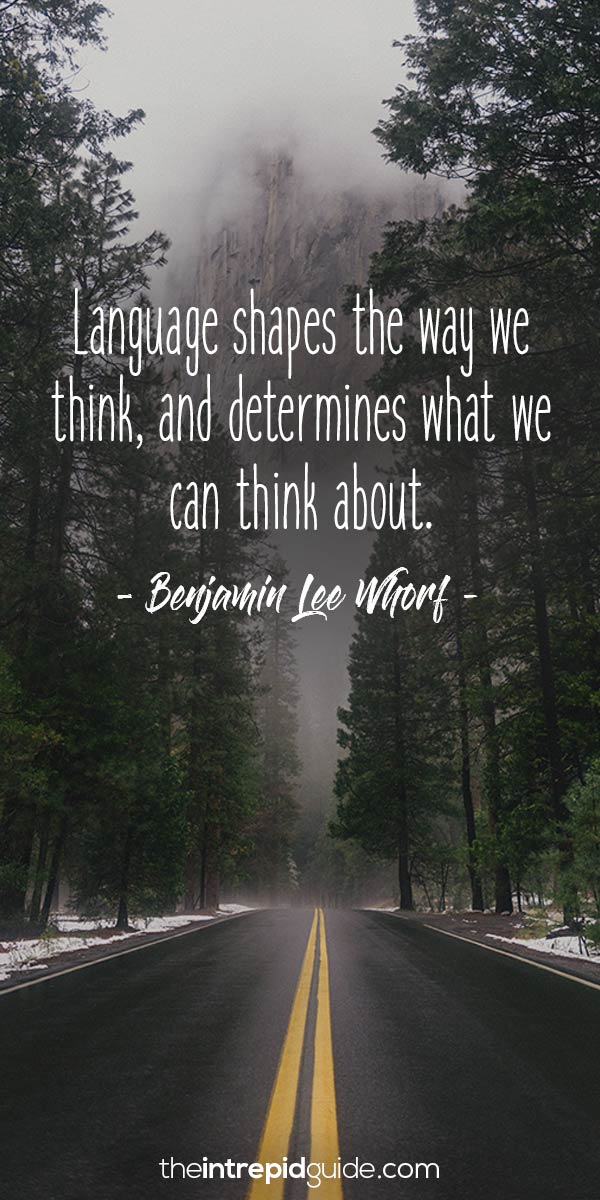 Language shapes the way we
think, and determines what we
can think about.
- Benjamin Lee Whorf -
theintrepidguide.com